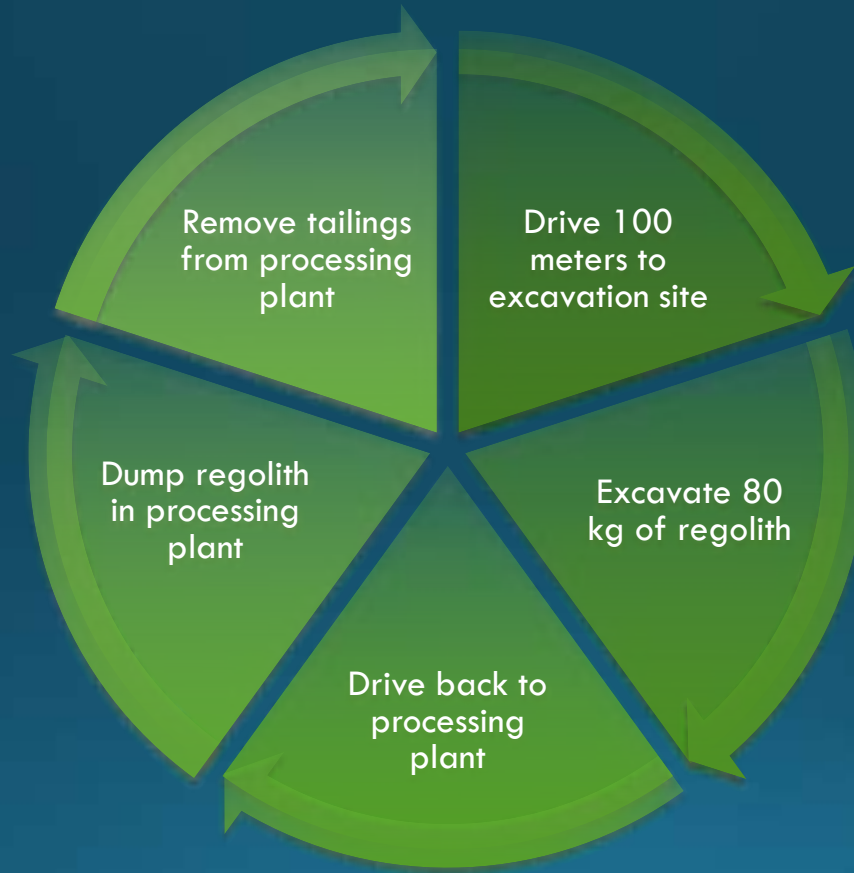 Remove tailings
from processing
plant
Drive 100
meters to
excavation site
Dump regolith
in processing
plant
Excavate 80
kg of regolith
Drive back to
processing
plant